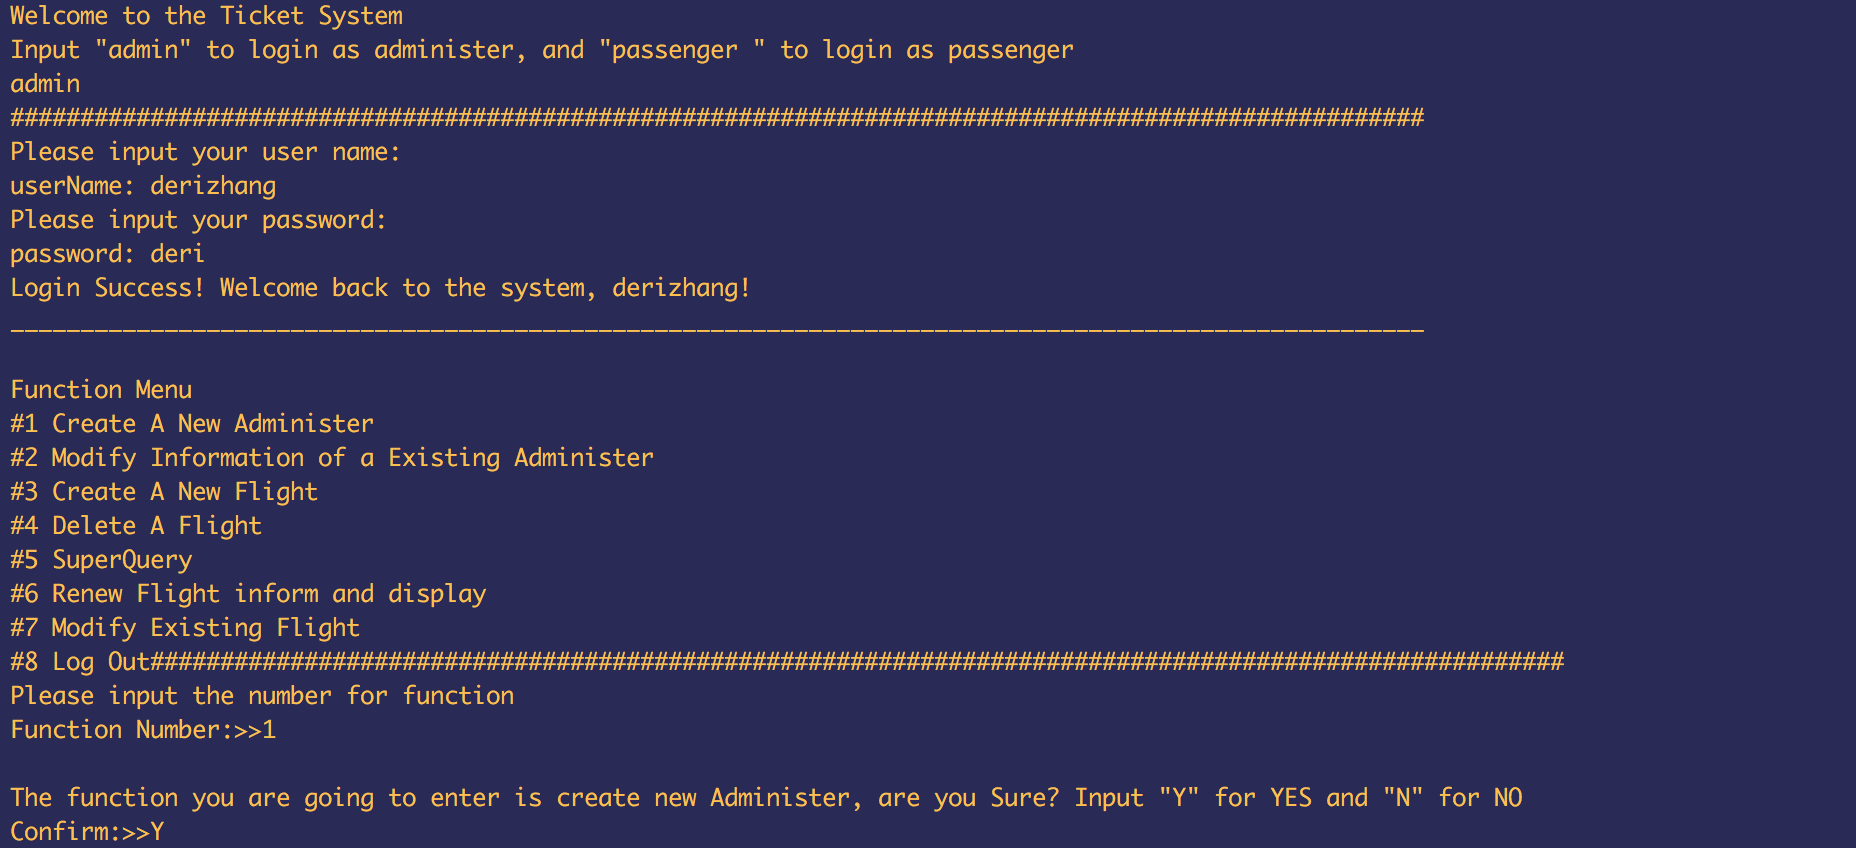 Welcome to the Ticket System
Input "admin" to login as administer, and "passenger " to login as passenger
admin
#####################################################################################################
Please input your user name:
userName: derizhang
Please input your password:
password: deri
Login Success! Welcome back to the system, derizhang!
_____________________________________________________________________________________________________
Function Menu
#1 Create A New Administer
#2 Modify Information of a Existing Administer
#3 Create A New Flight
#4 Delete A Flight
#5 SuperQuery
#6 Renew Flight inform and display
#7 Modify Existing Flight
#8 Log Out#####################################################################################################
Please input the number for function
Function Number:>>1
The function you are going to enter is create new Administer, are you Sure? Input "Y" for YES and "N" for NO
Confirm:>>Y